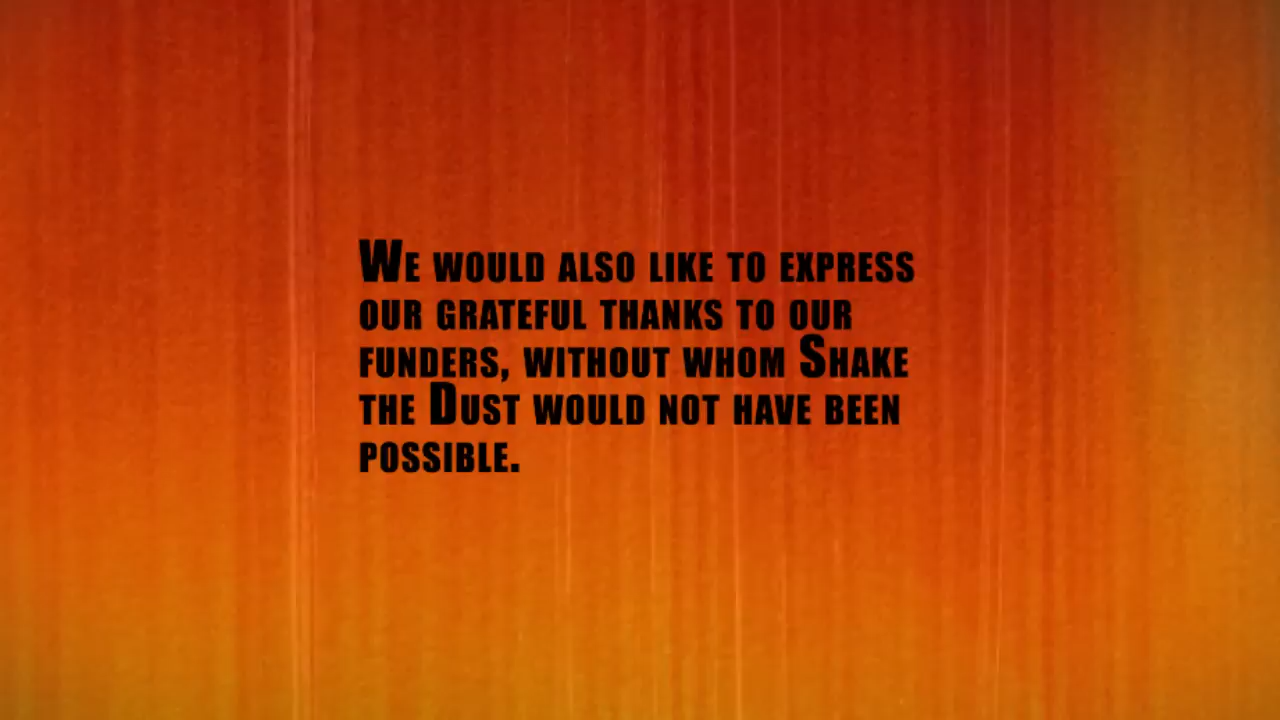 We would also like to express
our grateful thanks to our
funders, without whom Shake
the Dust would not have been
possible.